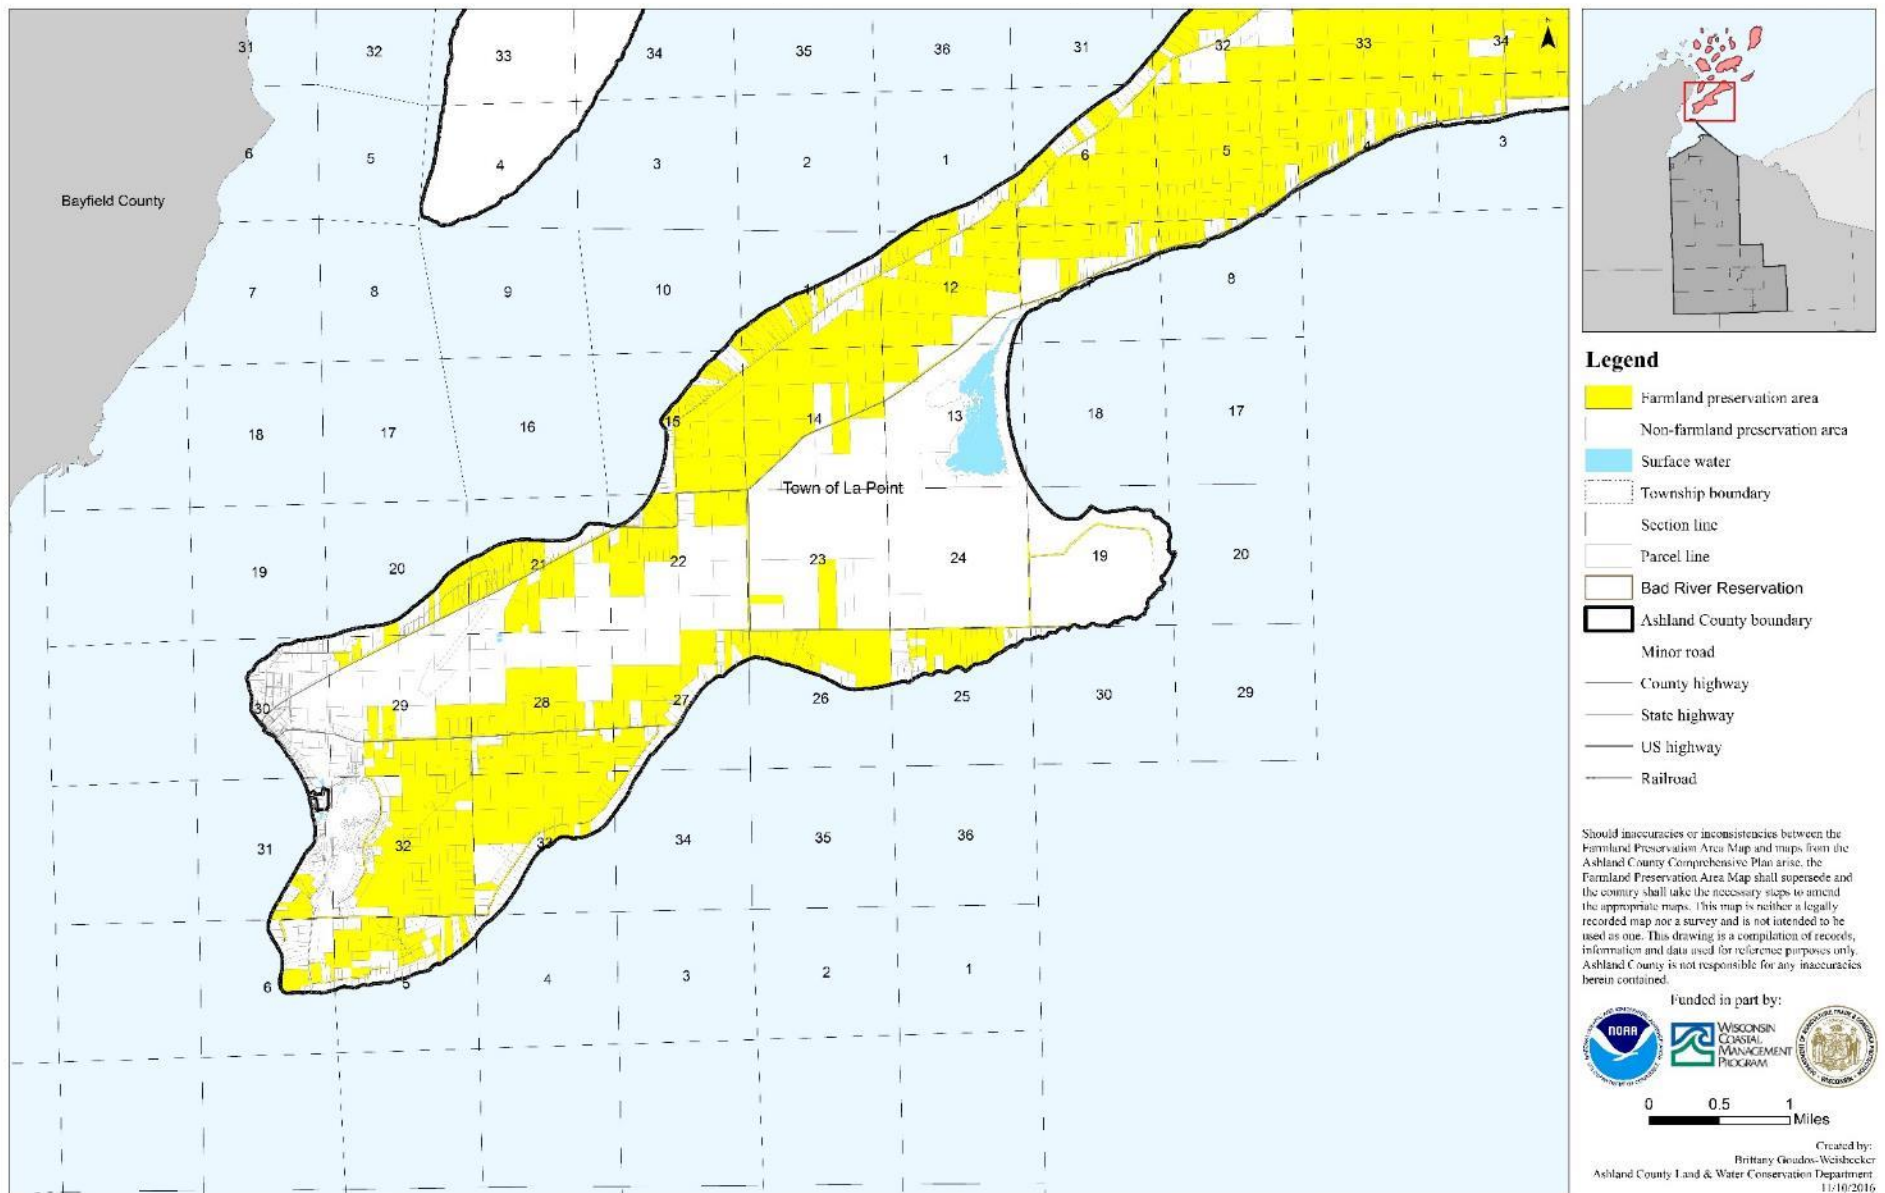 31
32
33
34
35
36
31
32
33
34
6
5
4
3
2
1
6
5
4
3
Bayfield County
7
8
9
10
11
12
8
18
17
16
15
14
13
18
17
Town of La Point
19
20
21
22
23
24
19
20
30
29
28
27
26
25
30
29
31
32
33
34
35
36
6
5
4
3
2
1
Legend
Farmland preservation area
Non-farmland preservation area
Surface water
Township boundary
Section line
Parcel line
Bad River Reservation
Ashland County boundary
Minor road
County highway
State highway
US highway
Railroad
Should inaccuracies or inconsistencies between the
Farmland Preservation Area Map and maps from the
Ashland County Comprehensive Plan arise, the
Farmland Preservation Area Map shall supersede and
the country shall take the necessary steps to amend
the appropriate maps. This map is neither a legally
recorded map nor a survey and is not intended to be
used as one. This drawing is a compilation of records,
information and data used for reference purposes only.
Ashland County is not responsible for any inaccuracies
herein contained.
Funded in part by:
NOAA
WISCONSIN
COASTAL
MANAGEMENT
PROGRAM
0 0.5 1
Miles
Created by:
Brittany Goudos-Weisbecker
Ashland County Land & Water Conservation Department
11/10/2016